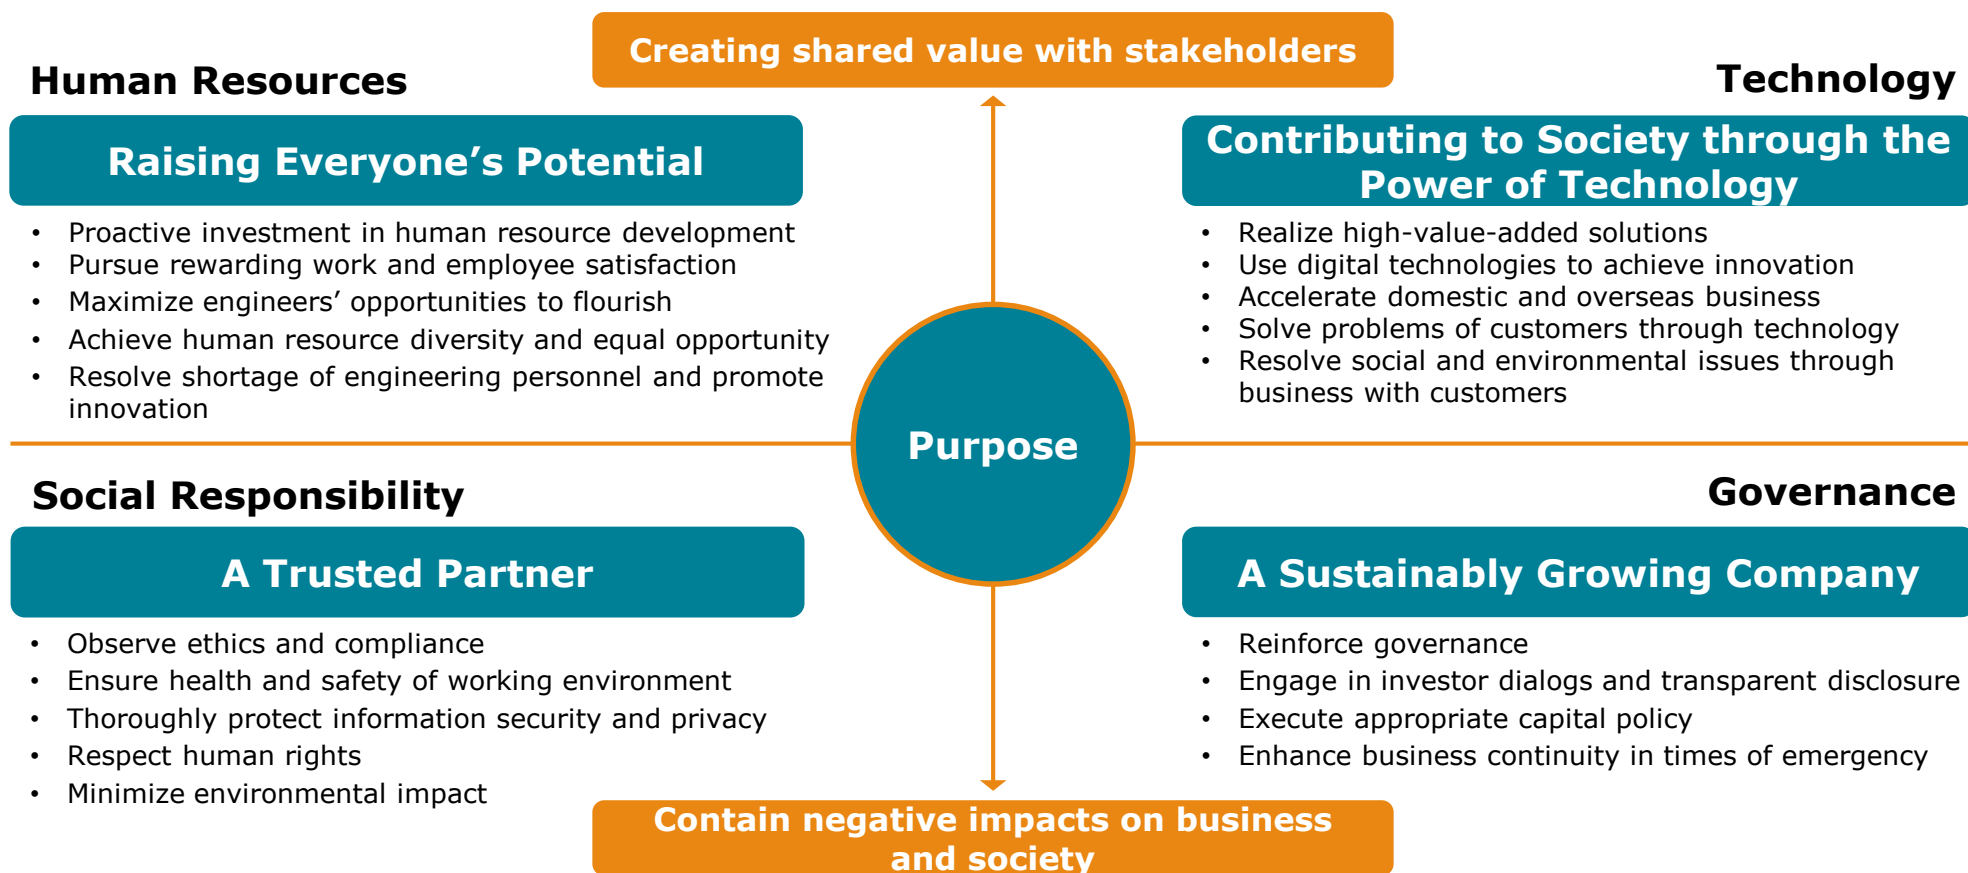 Creating shared value with stakeholders
Human Resources
Raising Everyone’s Potential
• Proactive investment in human resource development
• Pursue rewarding work and employee satisfaction
• Maximize engineers’ opportunities to flourish
• Achieve human resource diversity and equal opportunity
• Resolve shortage of engineering personnel and promote
innovation
Technology
Contributing to Society through the
Power of Technology
• Realize high-value-added solutions
• Use digital technologies to achieve innovation
• Accelerate domestic and overseas business
• Solve problems of customers through technology
• Resolve social and environmental issues through
business with customers
Purpose
Social Responsibility
A Trusted Partner
• Observe ethics and compliance
• Ensure health and safety of working environment
• Thoroughly protect information security and privacy
• Respect human rights
• Minimize environmental impact
Governance
A Sustainably Growing Company
• Reinforce governance
• Engage in investor dialogs and transparent disclosure
• Execute appropriate capital policy
• Enhance business continuity in times of emergency
Contain negative impacts on business
and society